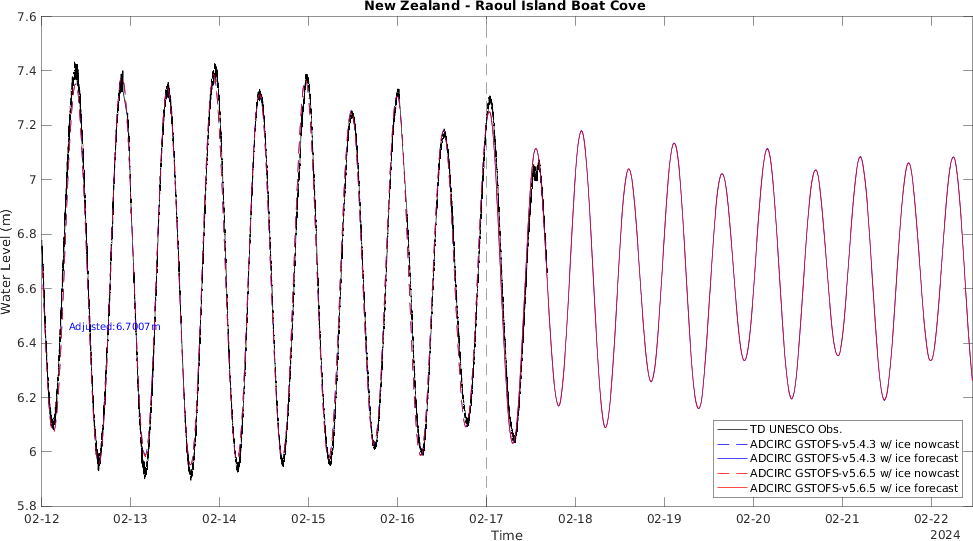 New Zealand - Raoul Island Boat Cove
7.6
7.4
7.2
7
6.8
6.6
6.4
6.2
6
5.8
Water Level (m)
Adjusted:6.7007m
TD UNESCO Obs.
ADCIRC GSTOFS-v5.4.3 w/ ice nowcast
ADCIRC GSTOFS-v5.4.3 w/ ice forecast
ADCIRC GSTOFS-v5.6.5 w/ ice nowcast
ADCIRC GSTOFS-v5.6.5 w/ ice forecast
02-12 02-13 02-14 02-15 02-16 02-17 02-18 02-19 02-20 02-21 02-22
Time
2024